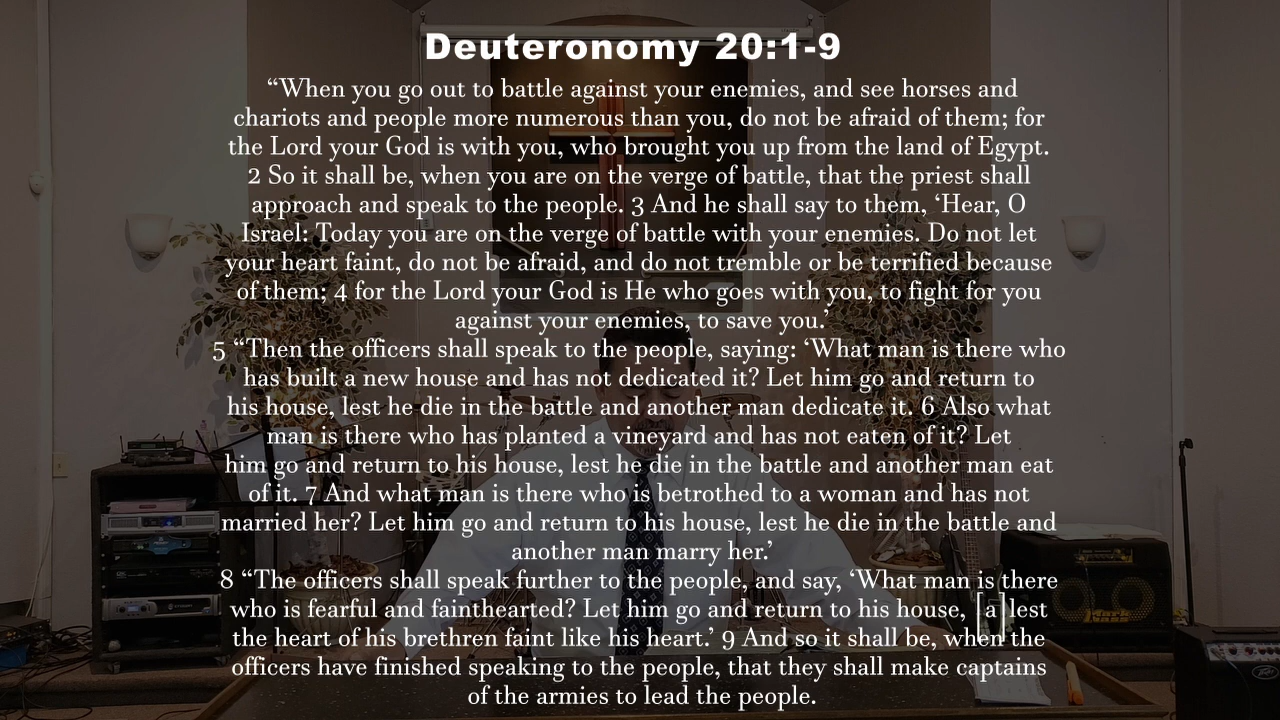 Deuteronomy 20:1-9
“When you go out to battle against your enemies, and see horses and
chariots and people more numerous than you, do not be afraid of them; for
the Lord your God is with you, who brought you up from the land of Egypt.
2 So it shall be, when you are on the verge of battle, that the priest shall
approach and speak to the people. 3 And he shall say to them, ‘Hear, O
Israel: Today you are on the verge of battle with your enemies. Do not let
your heart faint, do not be afraid, and do not tremble or be terrified because
of them; 4 for the Lord your God is He who goes with you, to fight for you
against your enemies, to save you.’
5 “Then the officers shall speak to the people, saying: ‘What man is there who
has built a new house and has not dedicated it? Let him go and return to
his house, lest he die in the battle and another man dedicate it. 6 Also what
man is there who has planted a vineyard and has not eaten of it? Let
him go and return to his house, lest he die in the battle and another man eat
of it. 7 And what man is there who is betrothed to a woman and has not
married her? Let him go and return to his house, lest he die in the battle and
another man marry her.’
8 “The officers shall speak further to the people, and say, ‘What man is there
who is fearful and fainthearted? Let him go and return to his house, [a]lest
the heart of his brethren faint like his heart.’ 9 And so it shall be, when the
officers have finished speaking to the people, that they shall make captains
of the armies to lead the people.